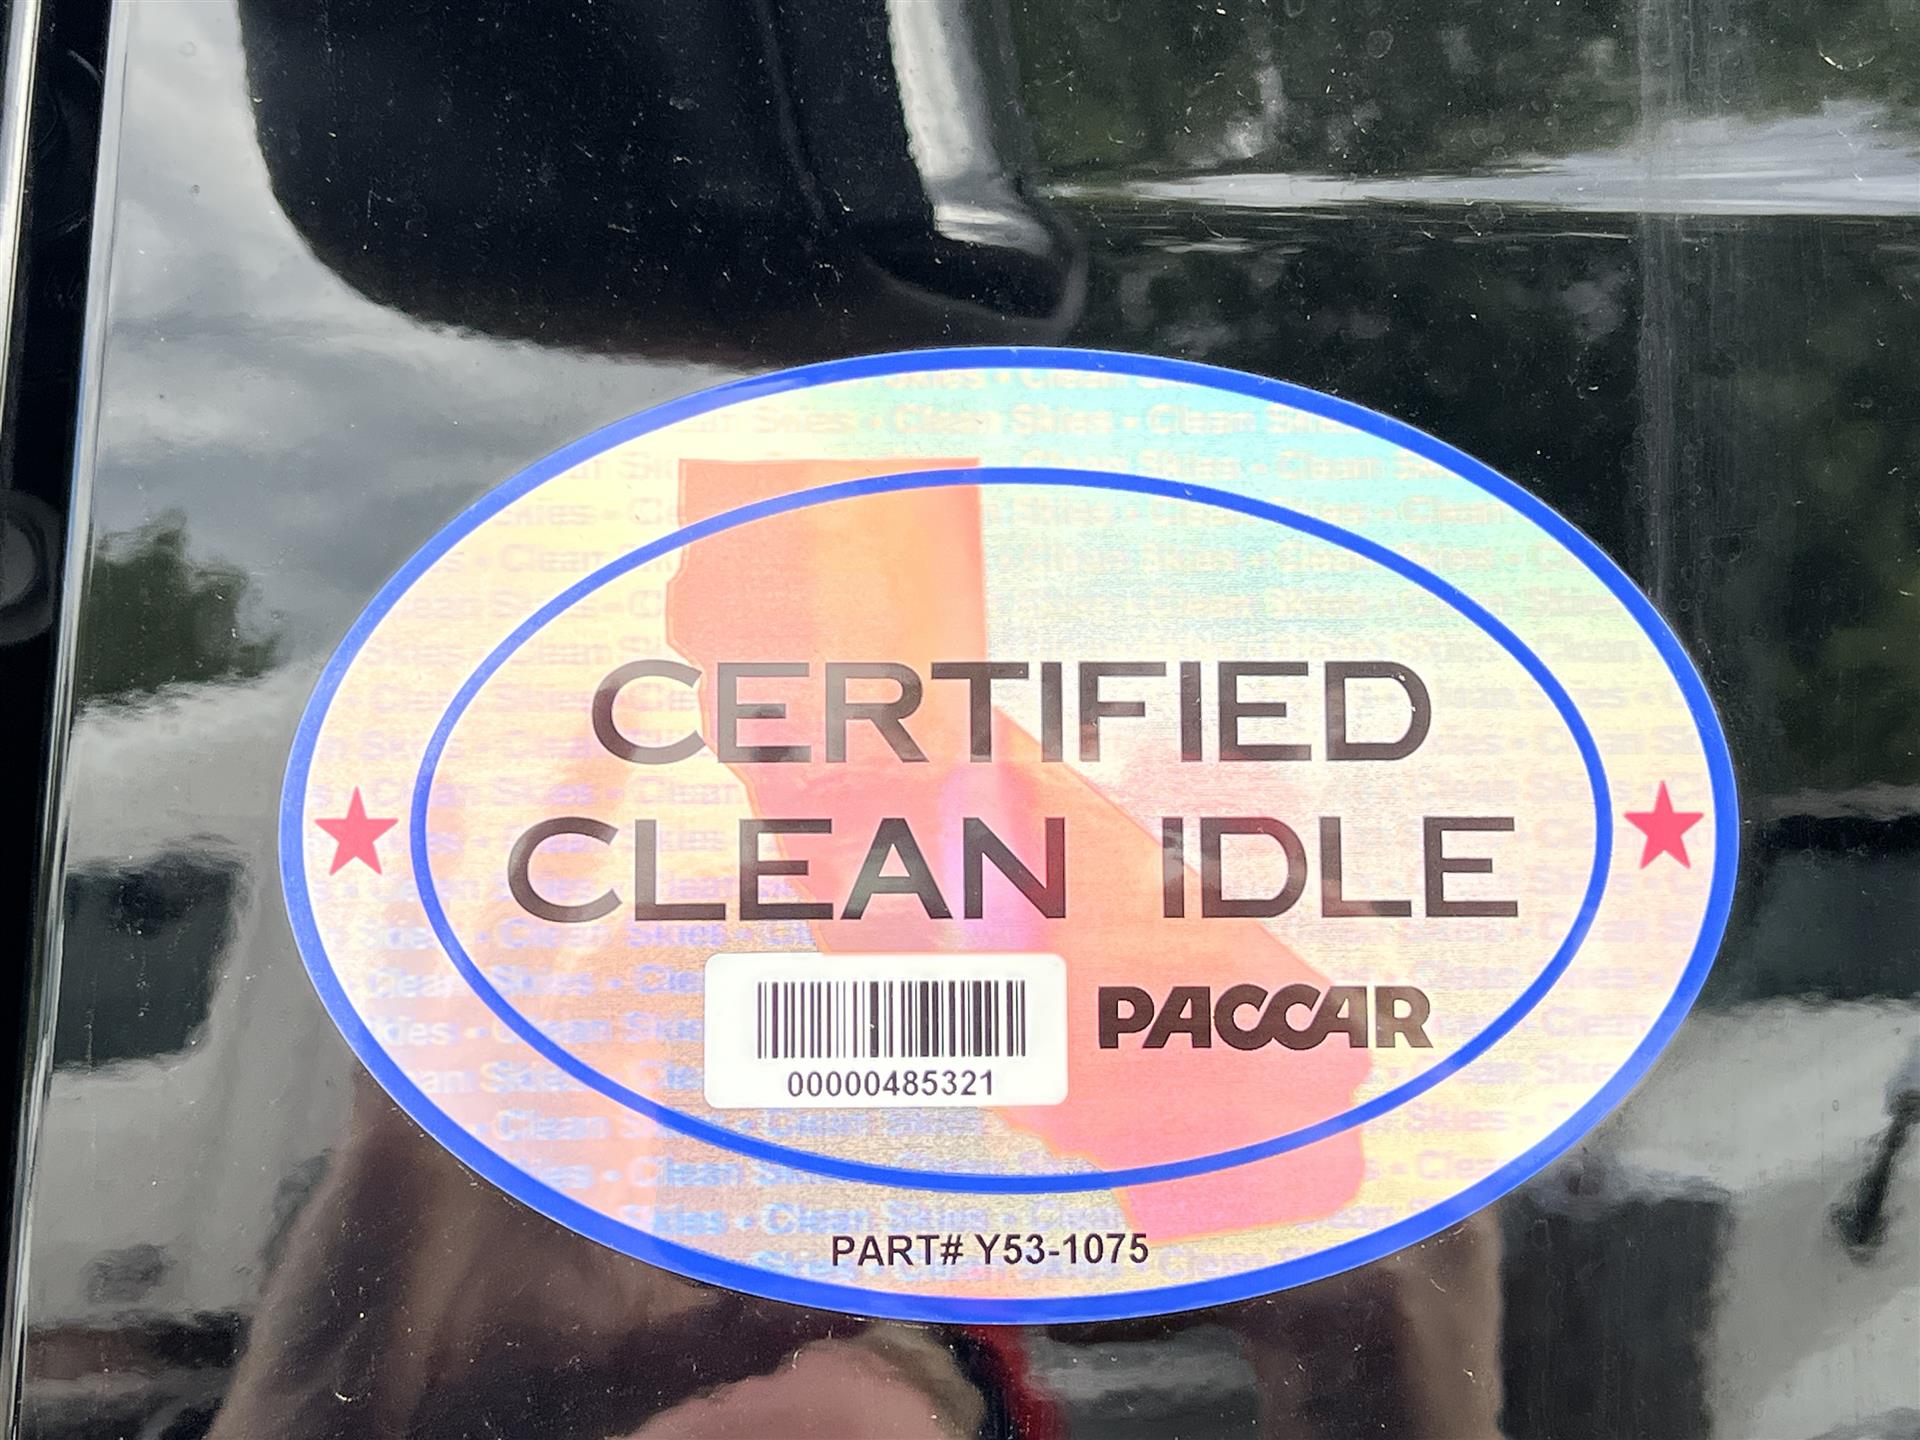 CERTIFIED
CLEAN IDLE
PACCAR
00000485321
PART# Y53-1075